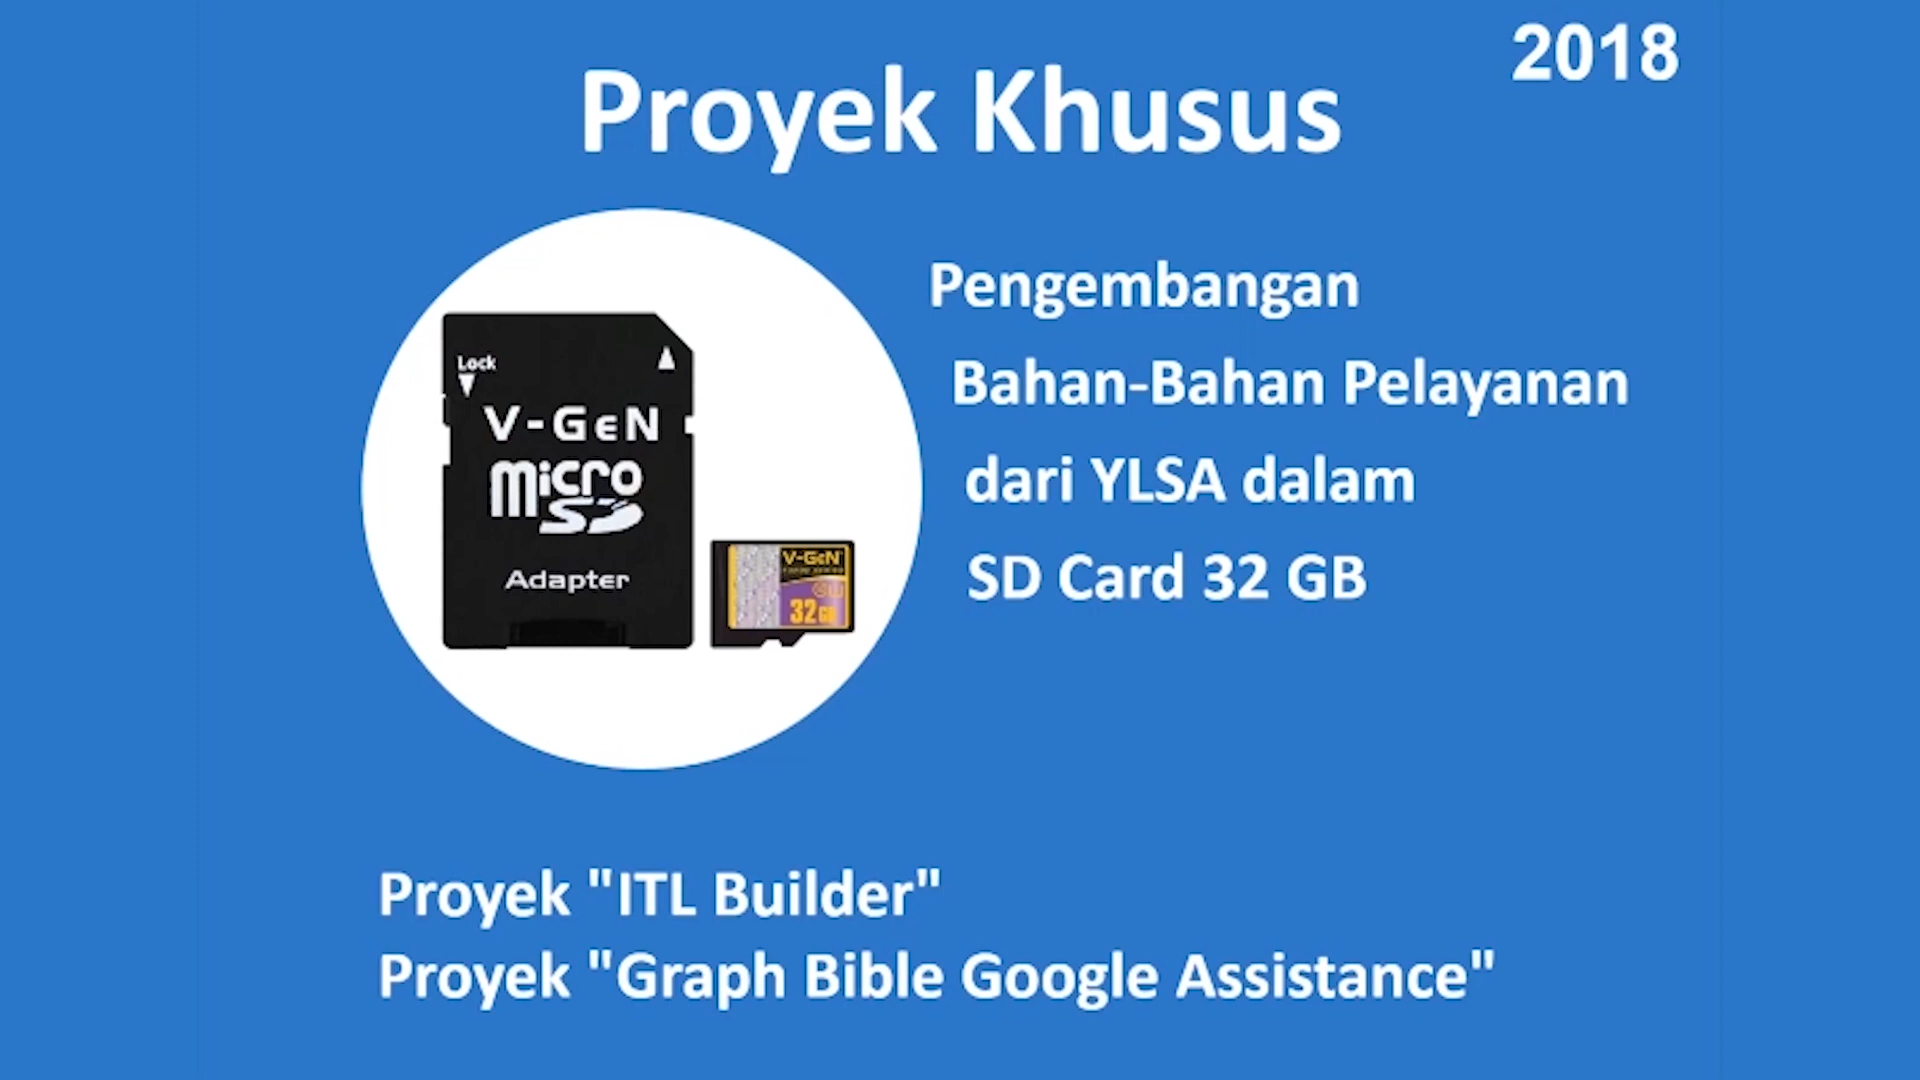 2018
Proyek Khusus
Pengembangan
Bahan-Bahan Pelayanan
dari YLSA dalam
SD Card 32 GB
Lock
V-GEN
micro
SD
Adapter
V-GEN
32GB
Proyek "ITL Builder"
Proyek "Graph Bible Google Assistance"